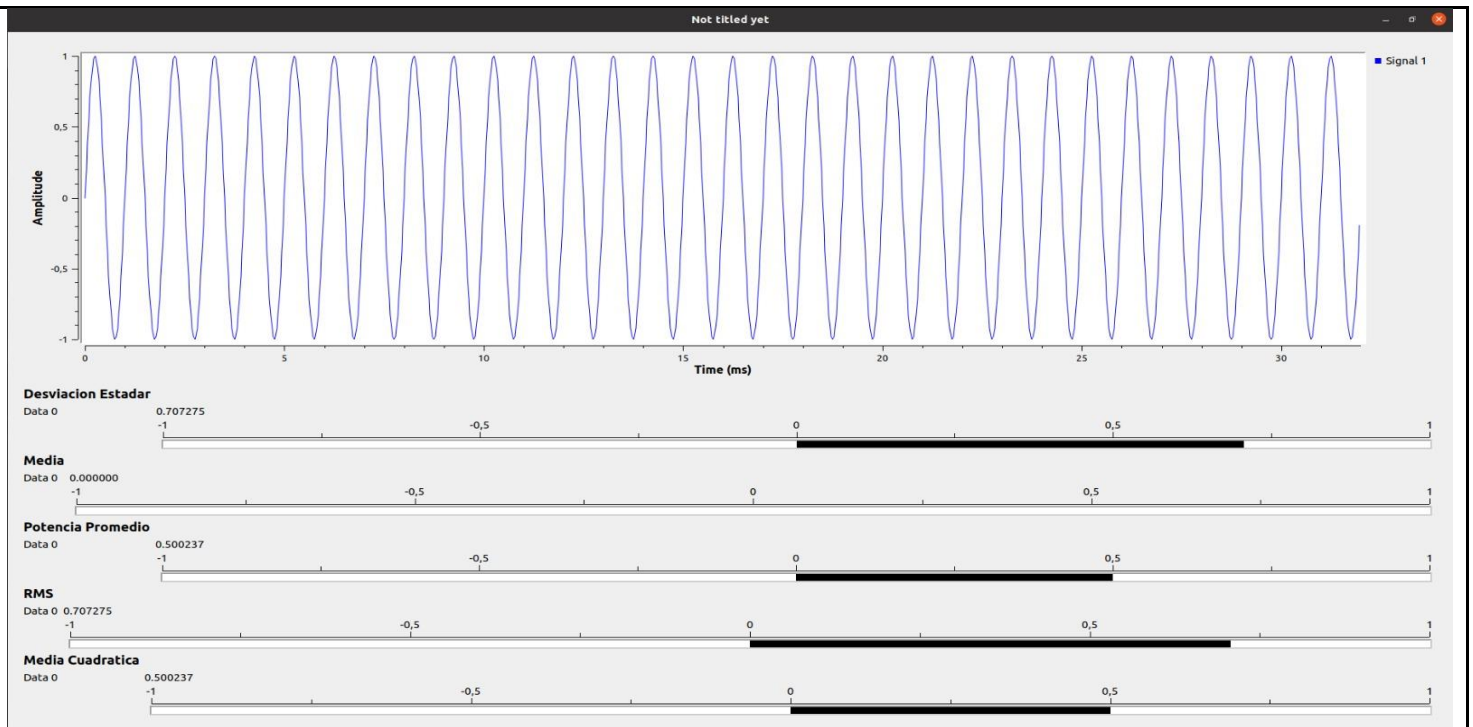 Not titled yet
Signal 1
1
0,5
0
-0,5
-1
Amplitude
0 5 10 15 20 25 30
Time (ms)
Desviacion Estadar
Data 0 0.707275
-1 -0,5 0 0,5 1
Media
Data 0 0.000000
-1 -0,5 0 0,5 1
Potencia Promedio
Data 0 0.500237
-1 -0,5 0 0,5 1
RMS
Data 0 0.707275
-1 -0,5 0 0,5 1
Media Cuadratica
Data 0 0.500237
-1 -0,5 0 0,5 1